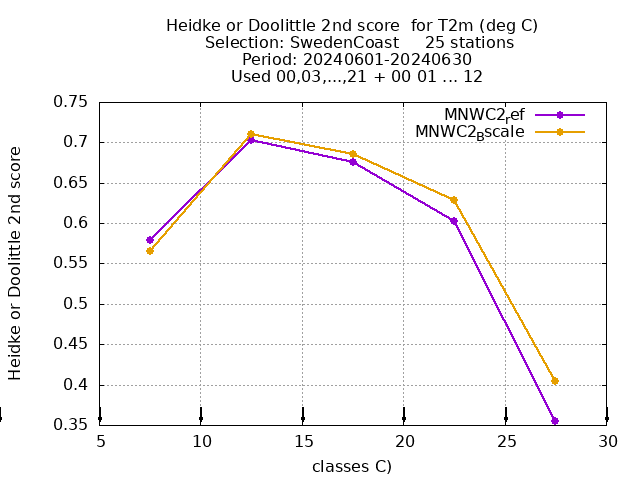 Heidke or Doolittle 2nd score  for T2m (deg C)
Selection: SwedenCoast     25 stations
Period: 20240601-20240630
Used 00,03,...,21 + 00 01 ... 12
MNWC2ref
MNWC2Bscale
Heidke or Doolittle 2nd score
0.75
0.7
0.65
0.6
0.55
0.5
0.45
0.4
0.35
5 10 15 20 25 30
classes C)